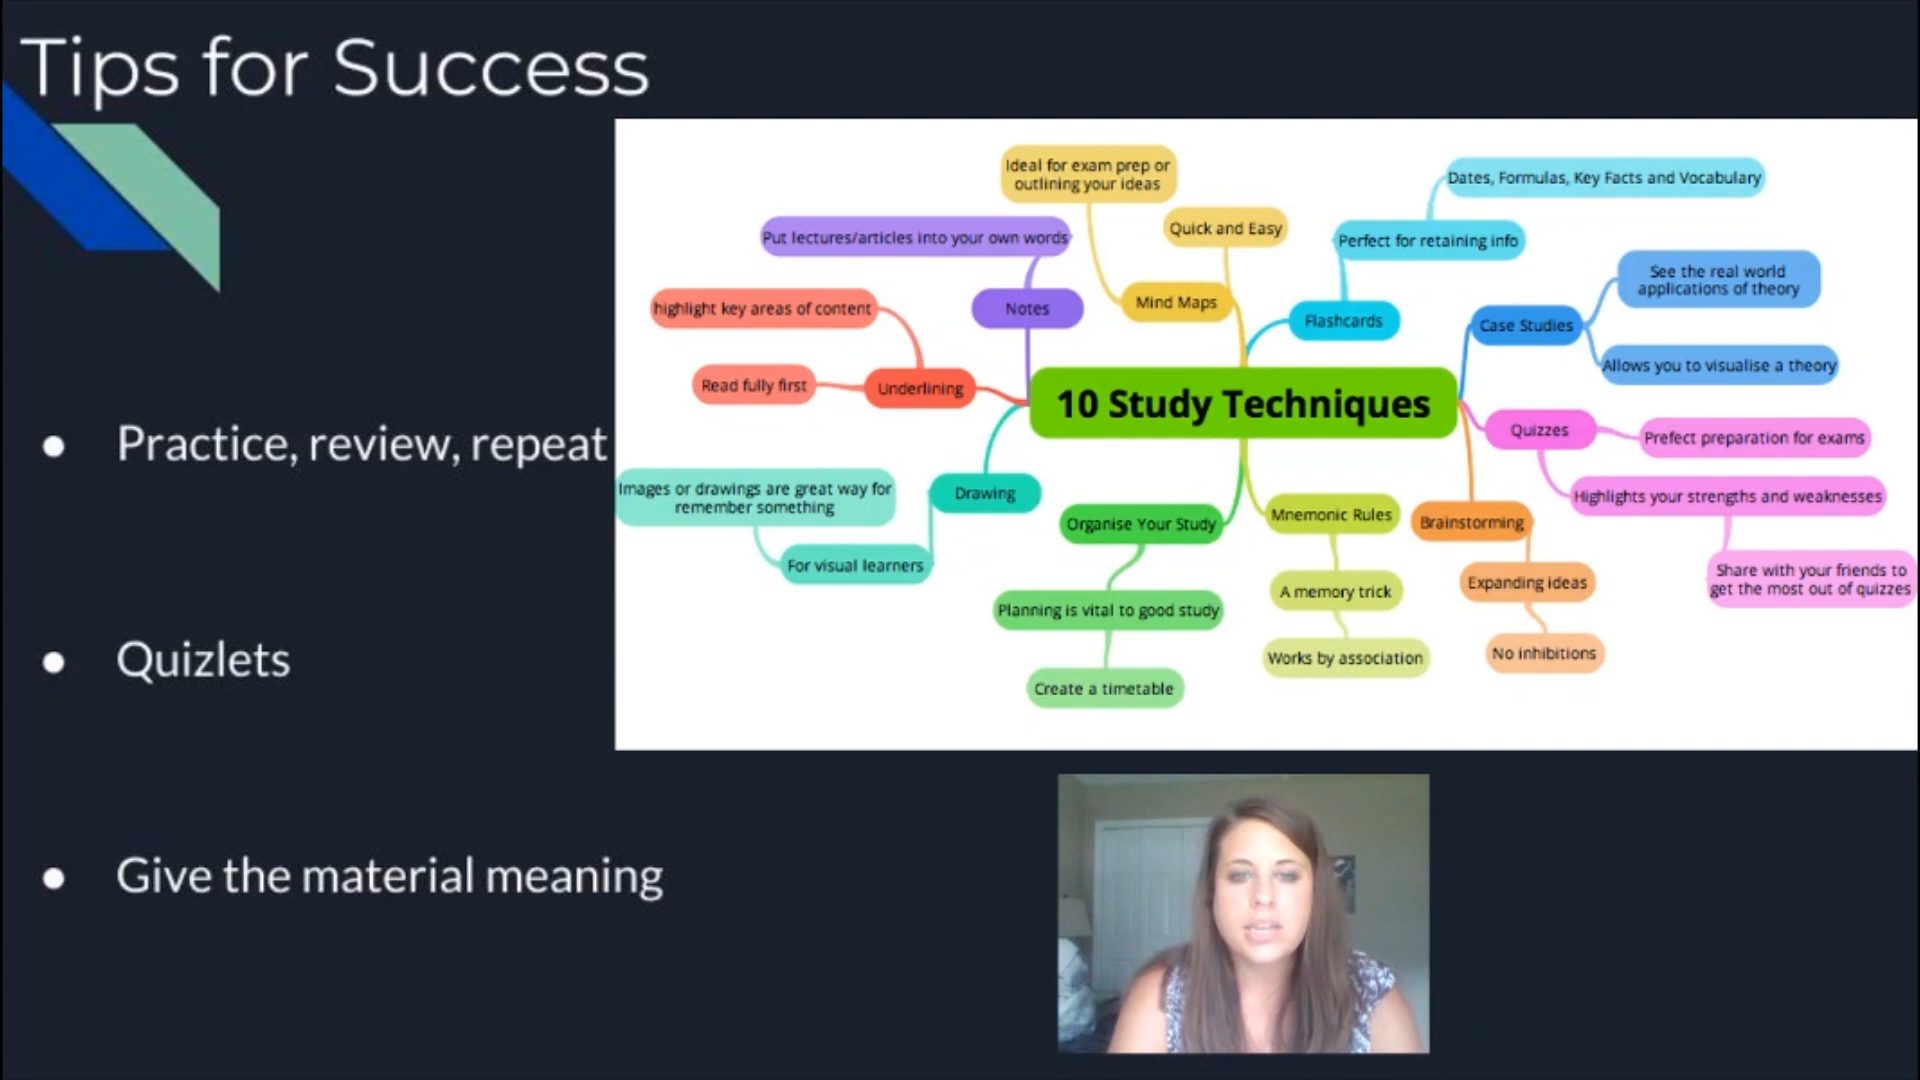 Tips for Success
Practice, review, repeat
Quizlets
Give the material meaning
Ideal for exam prep or
outlining your ideas
Quick and Easy
Mind Maps
Dates, Formulas, Key Facts and Vocabulary
Perfect for retaining info
Flashcards
Put lectures/articles into your own words
Notes
highlight key areas of content
Read fully first
Underlining
See the real world
applications of theory
Case Studies
Allows you to visualise a theory
10 Study Techniques
Quizzes
Prefect preparation for exams
Highlights your strengths and weaknesses
Share with your friends to
get the most out of quizzes
Images or drawings are great way for
remember something
Drawing
For visual learners
Organise Your Study
Planning is vital to good study
Create a timetable
Mnemonic Rules
A memory trick
Works by association
Brainstorming
Expanding ideas
No inhibitions